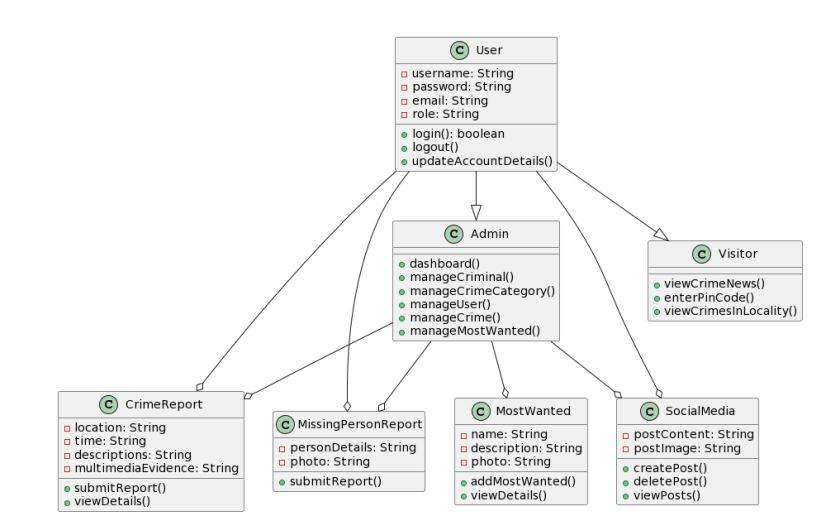 C User
username: String
password: String
email: String
role: String
login(): boolean
logout()
updateAccountDetails()
C Admin
dashboard()
manageCriminal()
manageCrimeCategory()
manageUser()
manageCrime()
manageMostWanted()
C Visitor
viewCrimeNews()
enterPinCode()
viewCrimesInLocality()
C CrimeReport
location: String
time: String
descriptions: String
multimediaEvidence: String
submitReport()
viewDetails()
C MissingPersonReport
personDetails: String
photo: String
submitReport()
C MostWanted
name: String
description: String
photo: String
addMostWanted()
viewDetails()
C SocialMedia
postContent: String
postImage: String
createPost()
deletePost()
viewPosts()